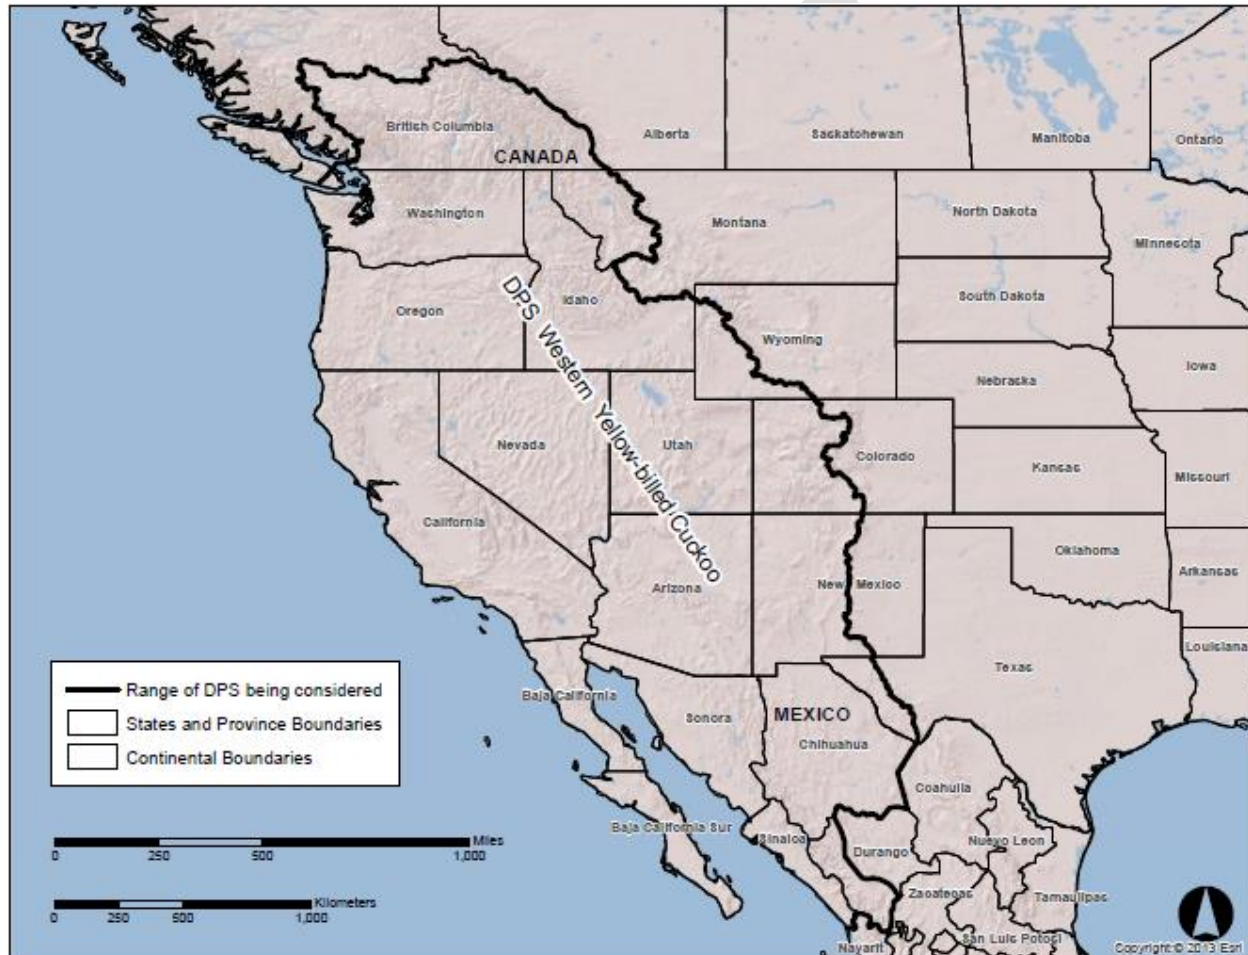 British Columbia
Alberta
Saskatohewan
Manitoba
Ontario
CANADA
Washington
Montana
North Dakota
Minnesota
Oregon
Idaho
South Dakota
Wyoming
DPS Western Yellow-billed Cuckoo
Nebraska
Iowa
Nevada
Utah
Colorado
Kansas
Missouri
California
Oklahoma
Arizona
New Mexico
Arkansas
Texas
Louisiana
Range of DPS being considered
States and Province Boundaries
Continental Boundaries
Baja California
Sonora
MEXICO
Chihuahua
Coahulla
Baja California Sur
Sinaloa
Durango
Nuevo Leon
Zaoateoas
Tamaulipas
San Luis Potosi
Nayarit
Miles
0 250 500 1,000
Kilometers
0 250 500 1,000
Copyright:© 2013 Esri